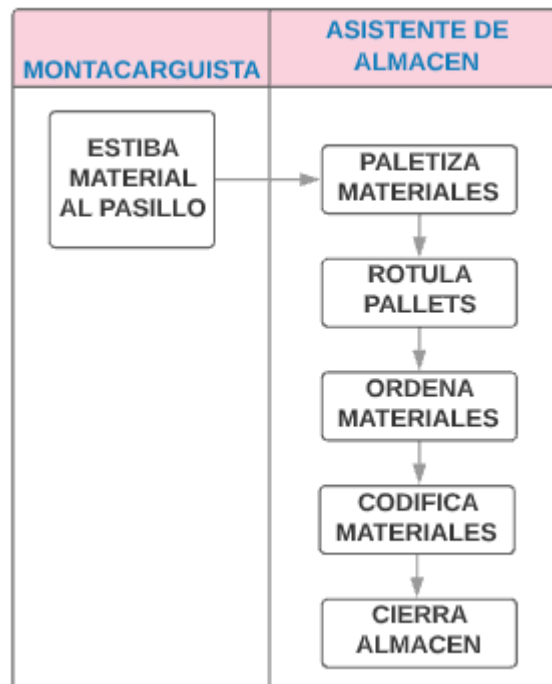 MONTACARGUISTA
ASISTENTE DE
ALMACEN
ESTIBA
MATERIAL
AL PASILLO
PALETIZA
MATERIALES
ROTULA
PALLETS
ORDENA
MATERIALES
CODIFICA
MATERIALES
CIERRA
ALMACEN